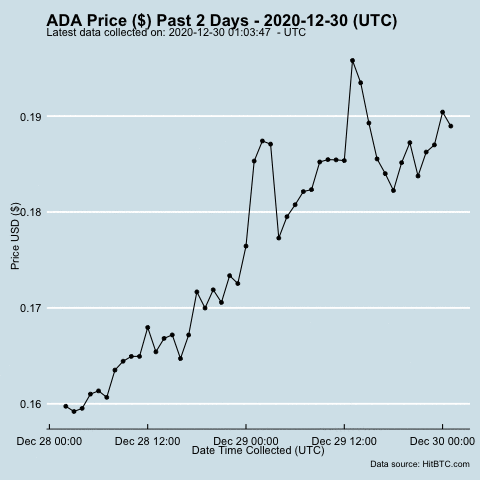 ADA Price ($) Past 2 Days - 2020-12-30 (UTC)
Latest data collected on: 2020-12-30 01:03:47 - UTC
0.19
0.18
0.17
0.16
Price USD ($)
Dec 28 00:00 Dec 28 12:00 Dec 29 00:00 Dec 29 12:00 Dec 30 00:00
Date Time Collected (UTC)
Data source: HitBTC.com